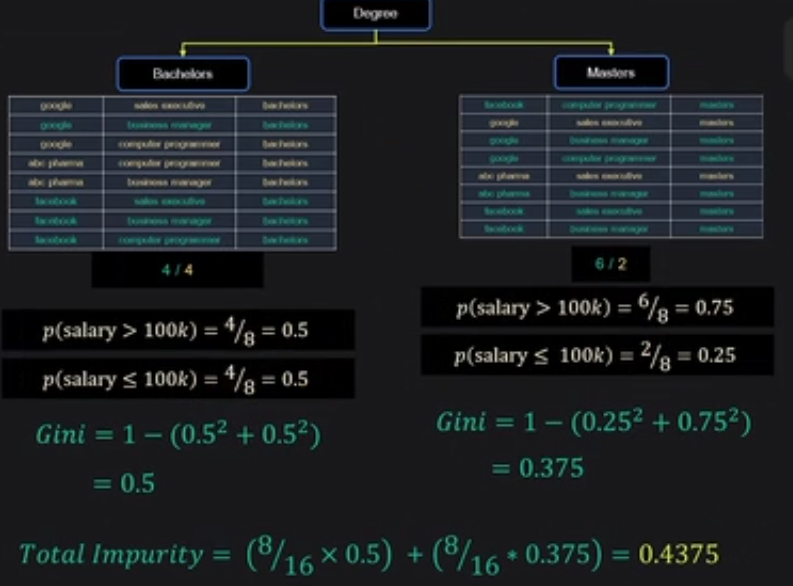 Degree
Bachelors
google sales executive bachelors
google business manager bachelors
google computer programmer bachelors
abc pharma computer programmer bachelors
abc pharma business manager bachelors
facebook sales executive bachelors
facebook business manager bachelors
facebook computer programmer bachelors
4 / 4
p(salary > 100k) = 4/8 = 0.5
p(salary ≤ 100k) = 4/8 = 0.5
Gini = 1 − (0.5² + 0.5²)
= 0.5
Masters
facebook computer programmer masters
google sales executive masters
google business manager masters
google computer programmer masters
abc pharma sales executive masters
abc pharma business manager masters
facebook sales executive masters
facebook business manager masters
6 / 2
p(salary > 100k) = 6/8 = 0.75
p(salary ≤ 100k) = 2/8 = 0.25
Gini = 1 − (0.25² + 0.75²)
= 0.375
Total Impurity = (8/16 × 0.5) + (8/16 * 0.375) = 0.4375